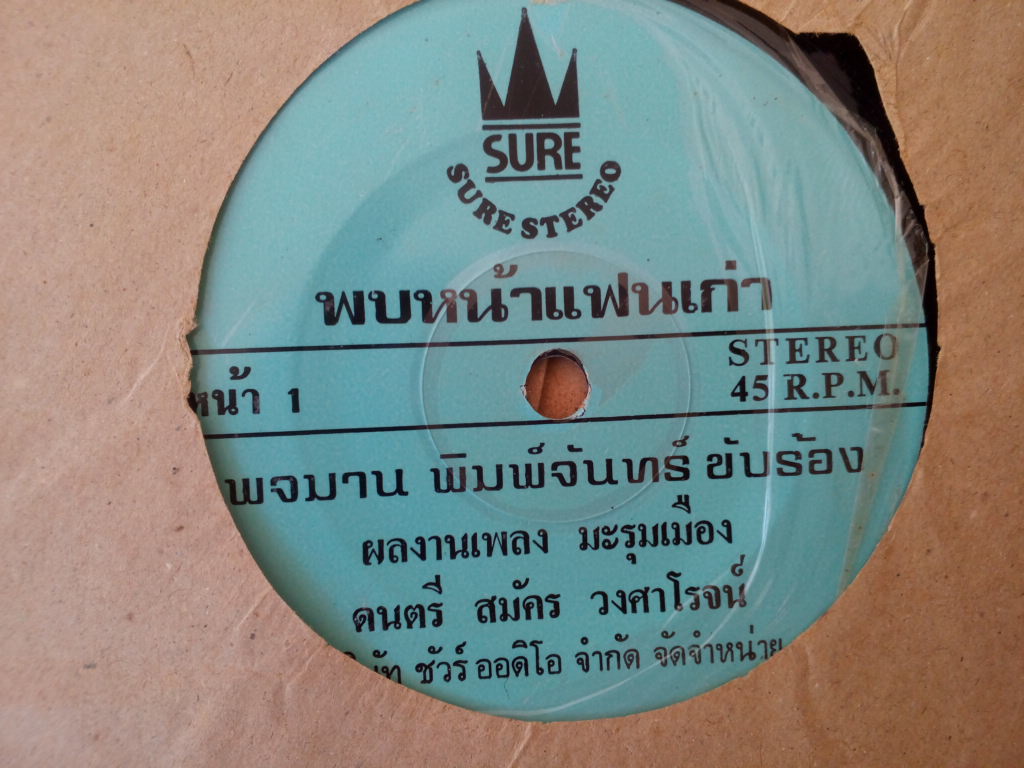 SURE
SURE STEREO
พบหน้าแฟนเก่า
STEREO
หน้า 1
45 R.P.M.
พจมาน พิมพ์จันทร์ ขับร้อง
ผลงานเพลง มะรุมเมือง
ดนตรี สมัคร วงศาโรจน์
ชัวร์ ออดิโอ จำกัด จัดจำหน่าย